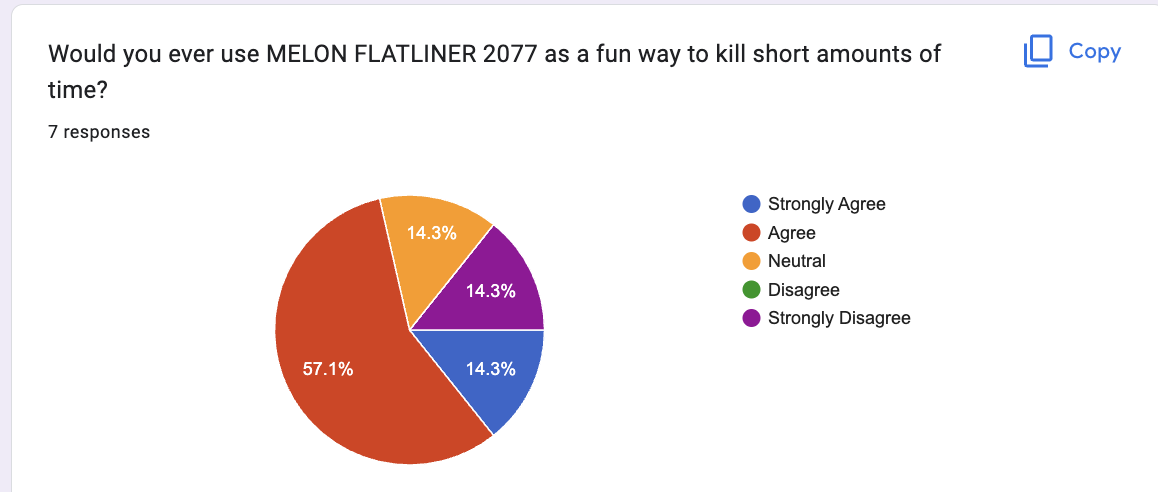 Would you ever use MELON FLATLINER 2077 as a fun way to kill short amounts of
time?
Copy
7 responses
14.3%
14.3%
57.1%
14.3%
Strongly Agree
Agree
Neutral
Disagree
Strongly Disagree